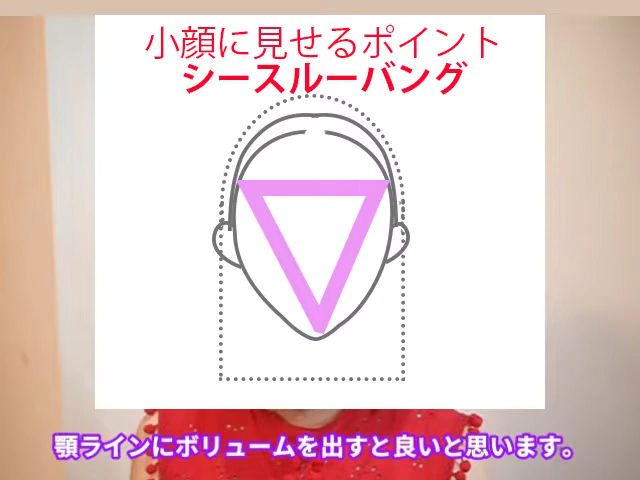 小顔に見せるポイント
シースルーバング
顎ラインにボリュームを出すと良いと思います。